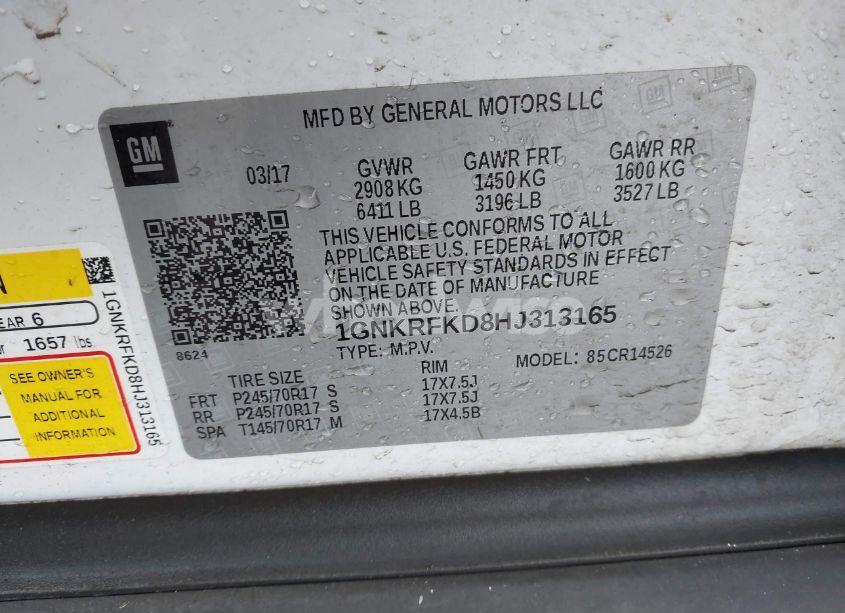 MFD BY GENERAL MOTORS LLC
GM
03/17
GVWR GAWR FRT GAWR RR
2908 KG 1450 KG 1600 KG
6411 LB 3196 LB 3527 LB
THIS VEHICLE CONFORMS TO ALL
APPLICABLE U.S. FEDERAL MOTOR
VEHICLE SAFETY STANDARDS IN EFFECT
ON THE DATE OF MANUFACTURE
SHOWN ABOVE.
1GNKRFKD8HJ313165
8624
TYPE: M.P.V.
MODEL: 85CR14526
TIRE SIZE RIM
FRT P245/70R17 S 17X7.5J
RR P245/70R17 S 17X7.5J
SPA T145/70R17 M 17X4.5B
N
EAR 6
or 1657 lbs.
SEE OWNER'S
MANUAL FOR
ADDITIONAL
INFORMATION
1GNKRFKD8HJ313165